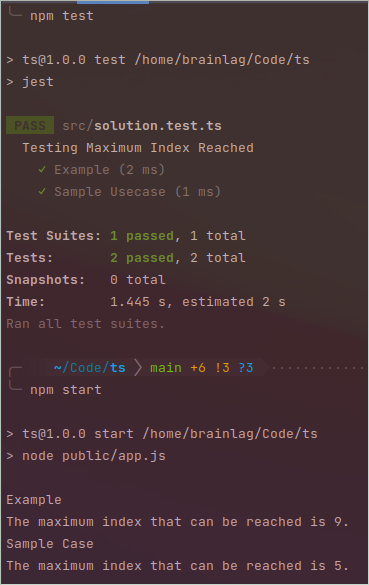 npm test
> ts@1.0.0 test /home/brainlag/Code/ts
> jest
PASS src/solution.test.ts
Testing Maximum Index Reached
✓ Example (2 ms)
✓ Sample Usecase (1 ms)
Test Suites: 1 passed, 1 total
Tests: 2 passed, 2 total
Snapshots: 0 total
Time: 1.445 s, estimated 2 s
Ran all test suites.
~/Code/ts main +6 !3 ?3
npm start
> ts@1.0.0 start /home/brainlag/Code/ts
> node public/app.js
Example
The maximum index that can be reached is 9.
Sample Case
The maximum index that can be reached is 5.